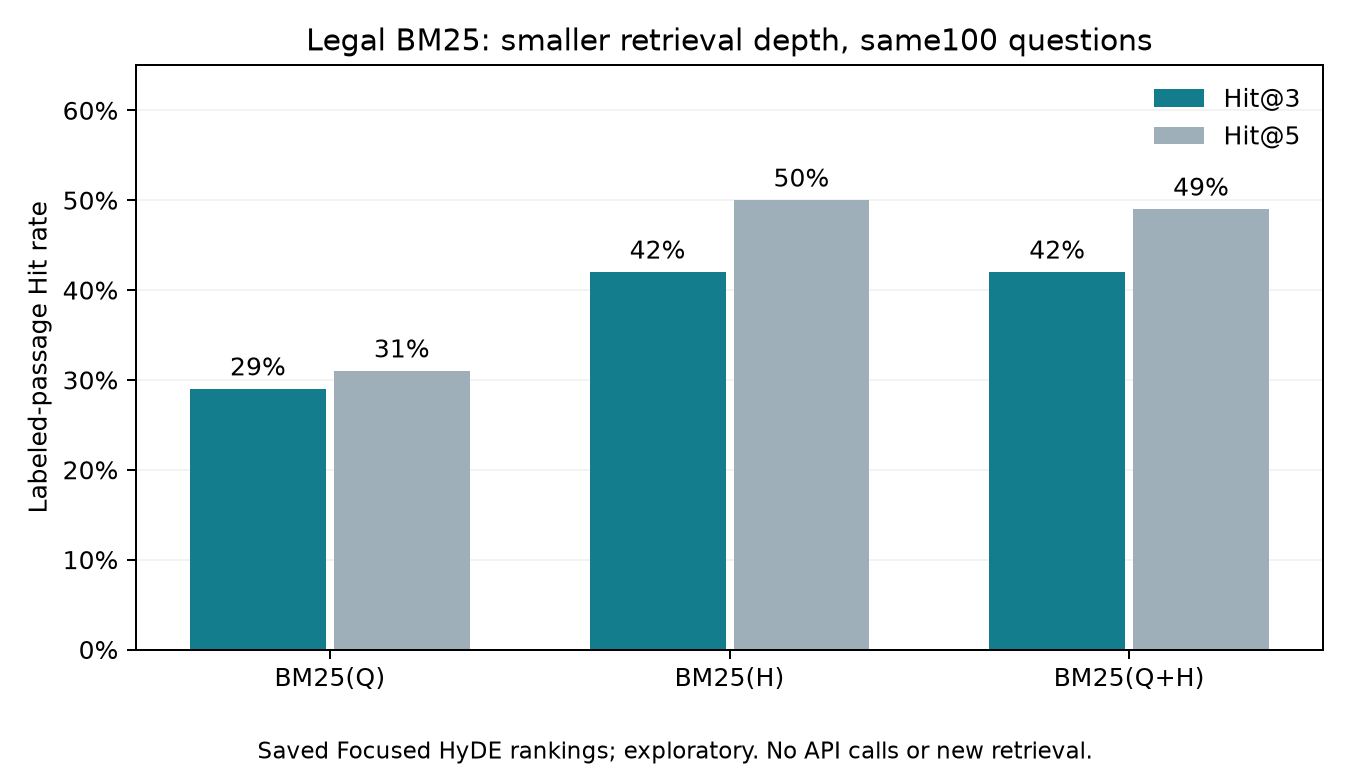 Legal BM25: smaller retrieval depth, same100 questions
Hit@3
Hit@5
Labeled-passage Hit rate
60%
50%
40%
30%
20%
10%
0%
29%
31%
42%
50%
42%
49%
BM25(Q)
BM25(H)
BM25(Q+H)
Saved Focused HyDE rankings; exploratory. No API calls or new retrieval.